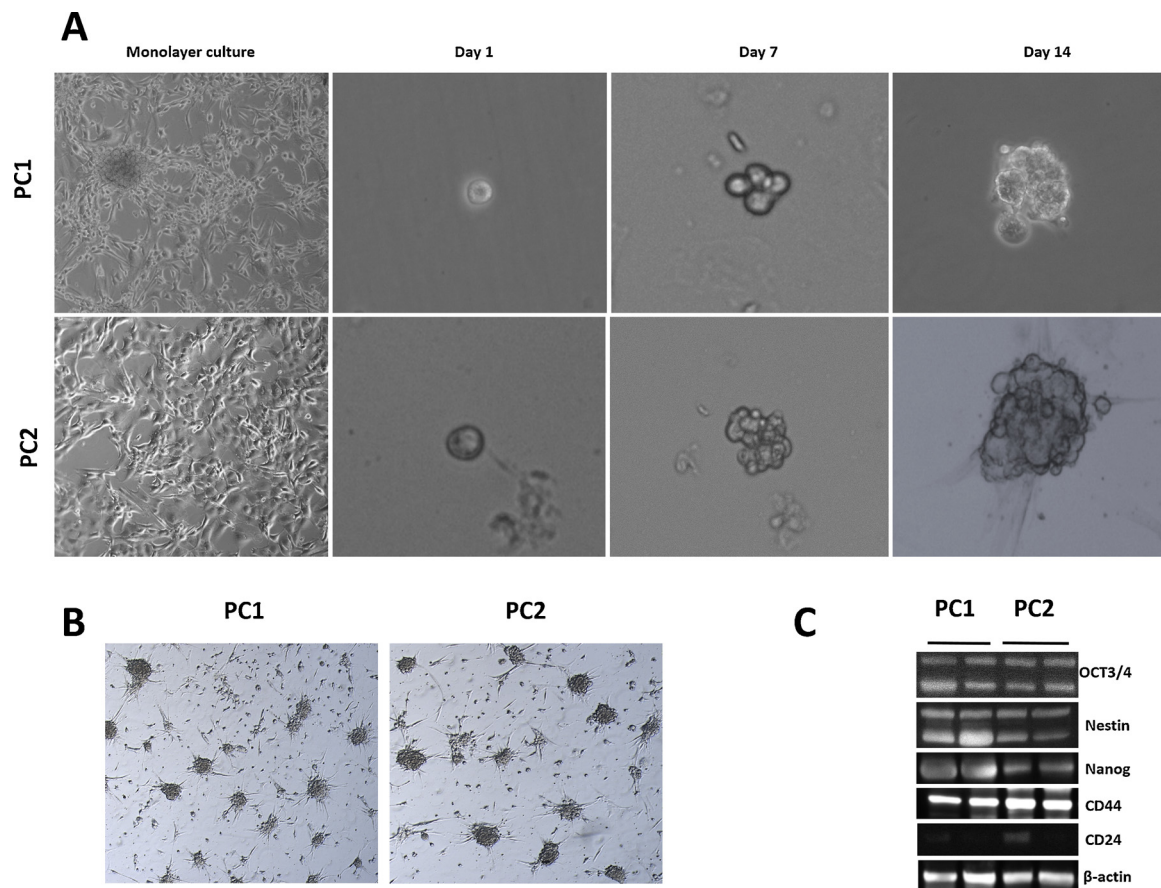 A
Monolayer culture
Day 1
Day 7
Day 14
PC1
PC2
B
PC1
PC2
C
PC1
PC2
OCT3/4
Nestin
Nanog
CD44
CD24
β-actin